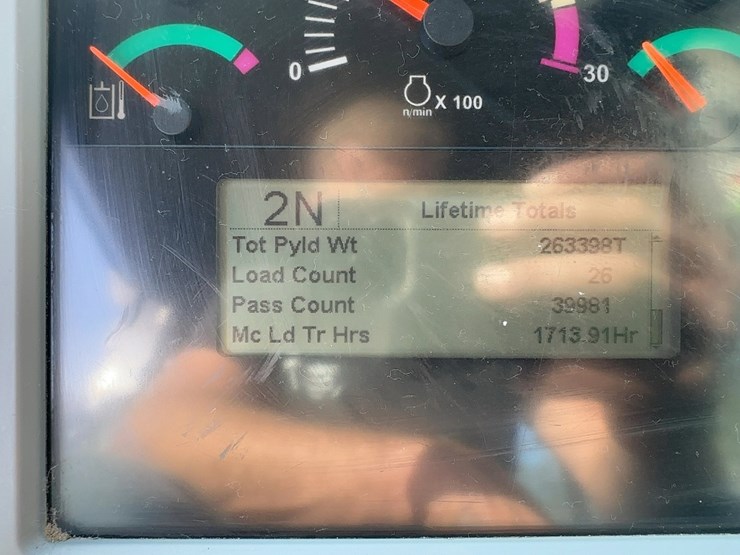 0
30
n/min X 100
2N Lifetime Totals
Tot Pyld Wt 263398T
Load Count 26
Pass Count 39981
Mc Ld Tr Hrs 1713.91Hr